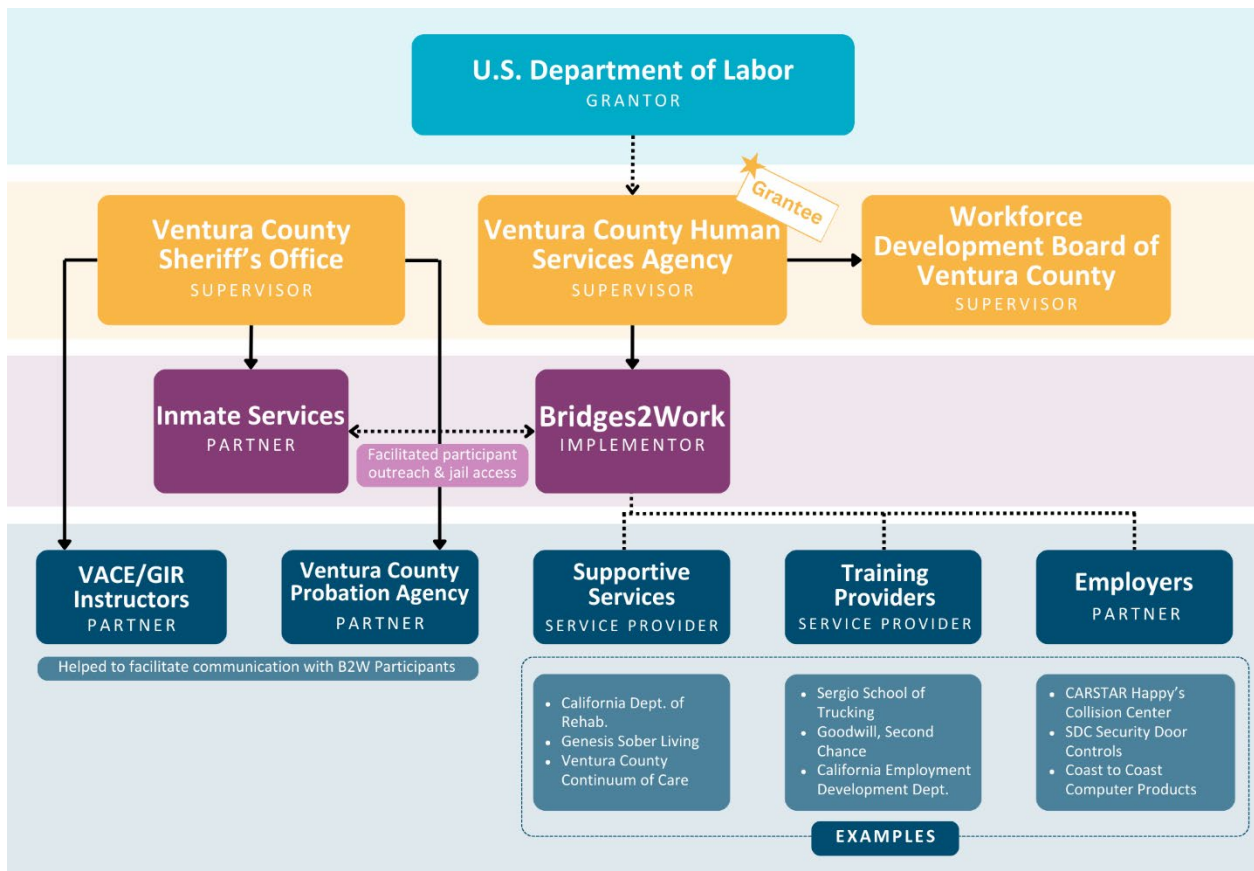 U.S. Department of Labor
GRANTOR
Grantee
Ventura County
Sheriff's Office
SUPERVISOR
Ventura County Human
Services Agency
SUPERVISOR
Workforce
Development Board of
Ventura County
SUPERVISOR
Inmate Services
PARTNER
Facilitated participant
outreach & jail access
Bridges2Work
IMPLEMENTOR
VACE/GIR
Instructors
PARTNER
Ventura County
Probation Agency
PARTNER
Helped to facilitate communication with B2W Participants
Supportive
Services
SERVICE PROVIDER
Training
Providers
SERVICE PROVIDER
Employers
PARTNER
• California Dept. of
Rehab.
• Genesis Sober Living
• Ventura County
Continuum of Care
• Sergio School of
Trucking
• Goodwill, Second
Chance
• California Employment
Development Dept.
• CARSTAR Happy's
Collision Center
• SDC Security Door
Controls
• Coast to Coast
Computer Products
EXAMPLES